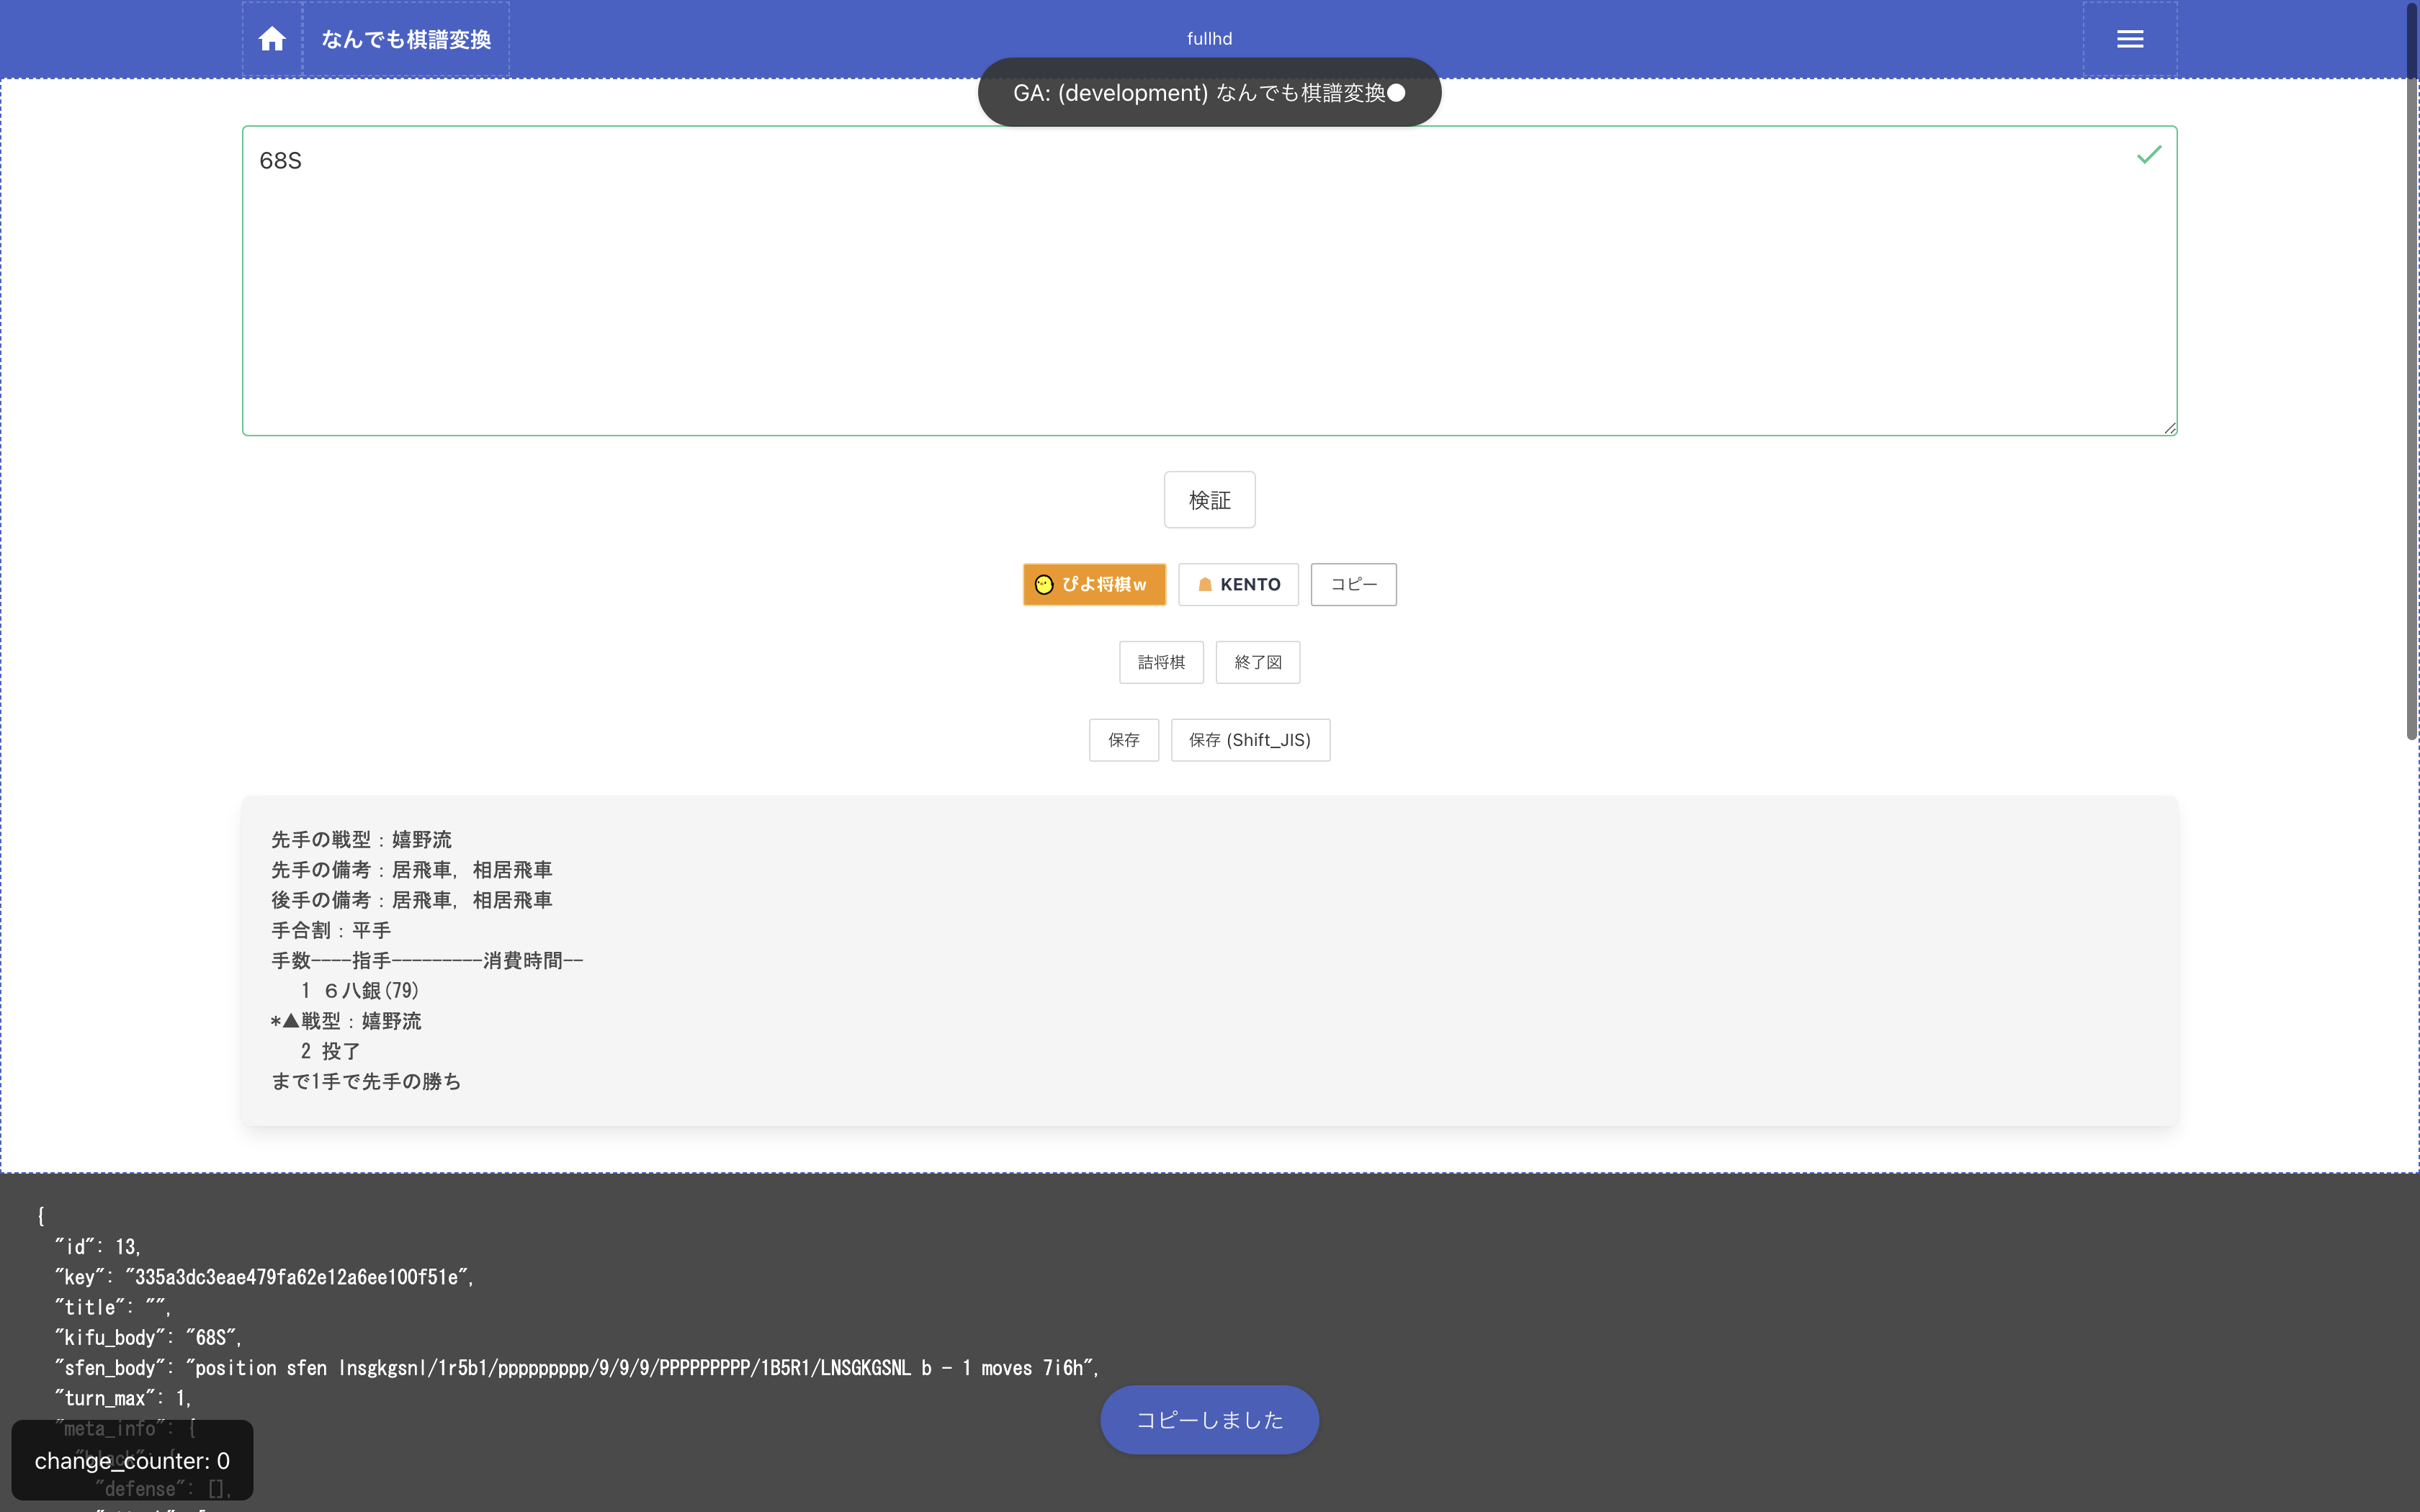 なんでも棋譜変換
fullhd
GA: (development) なんでも棋譜変換●
68S
検証
ぴよ将棋w
KENTO
コピー
詰将棋
終了図
保存
保存 (Shift_JIS)
先手の戦型：嬉野流
先手の備考：居飛車, 相居飛車
後手の備考：居飛車, 相居飛車
手合割：平手
手数----指手---------消費時間--
1 ６八銀(79)
*▲戦型：嬉野流
2 投了
まで1手で先手の勝ち
{
"id": 13,
"key": "335a3dc3eae479fa62e12a6ee100f51e",
"title": "",
"kifu_body": "68S",
"sfen_body": "position sfen lnsgkgsnl/1r5b1/ppppppppp/9/9/9/PPPPPPPPP/1B5R1/LNSGKGSNL b - 1 moves 7i6h",
"turn_max": 1,
"meta_info": {
"black": {
"defense": [],
コピーしました
change_counter: 0